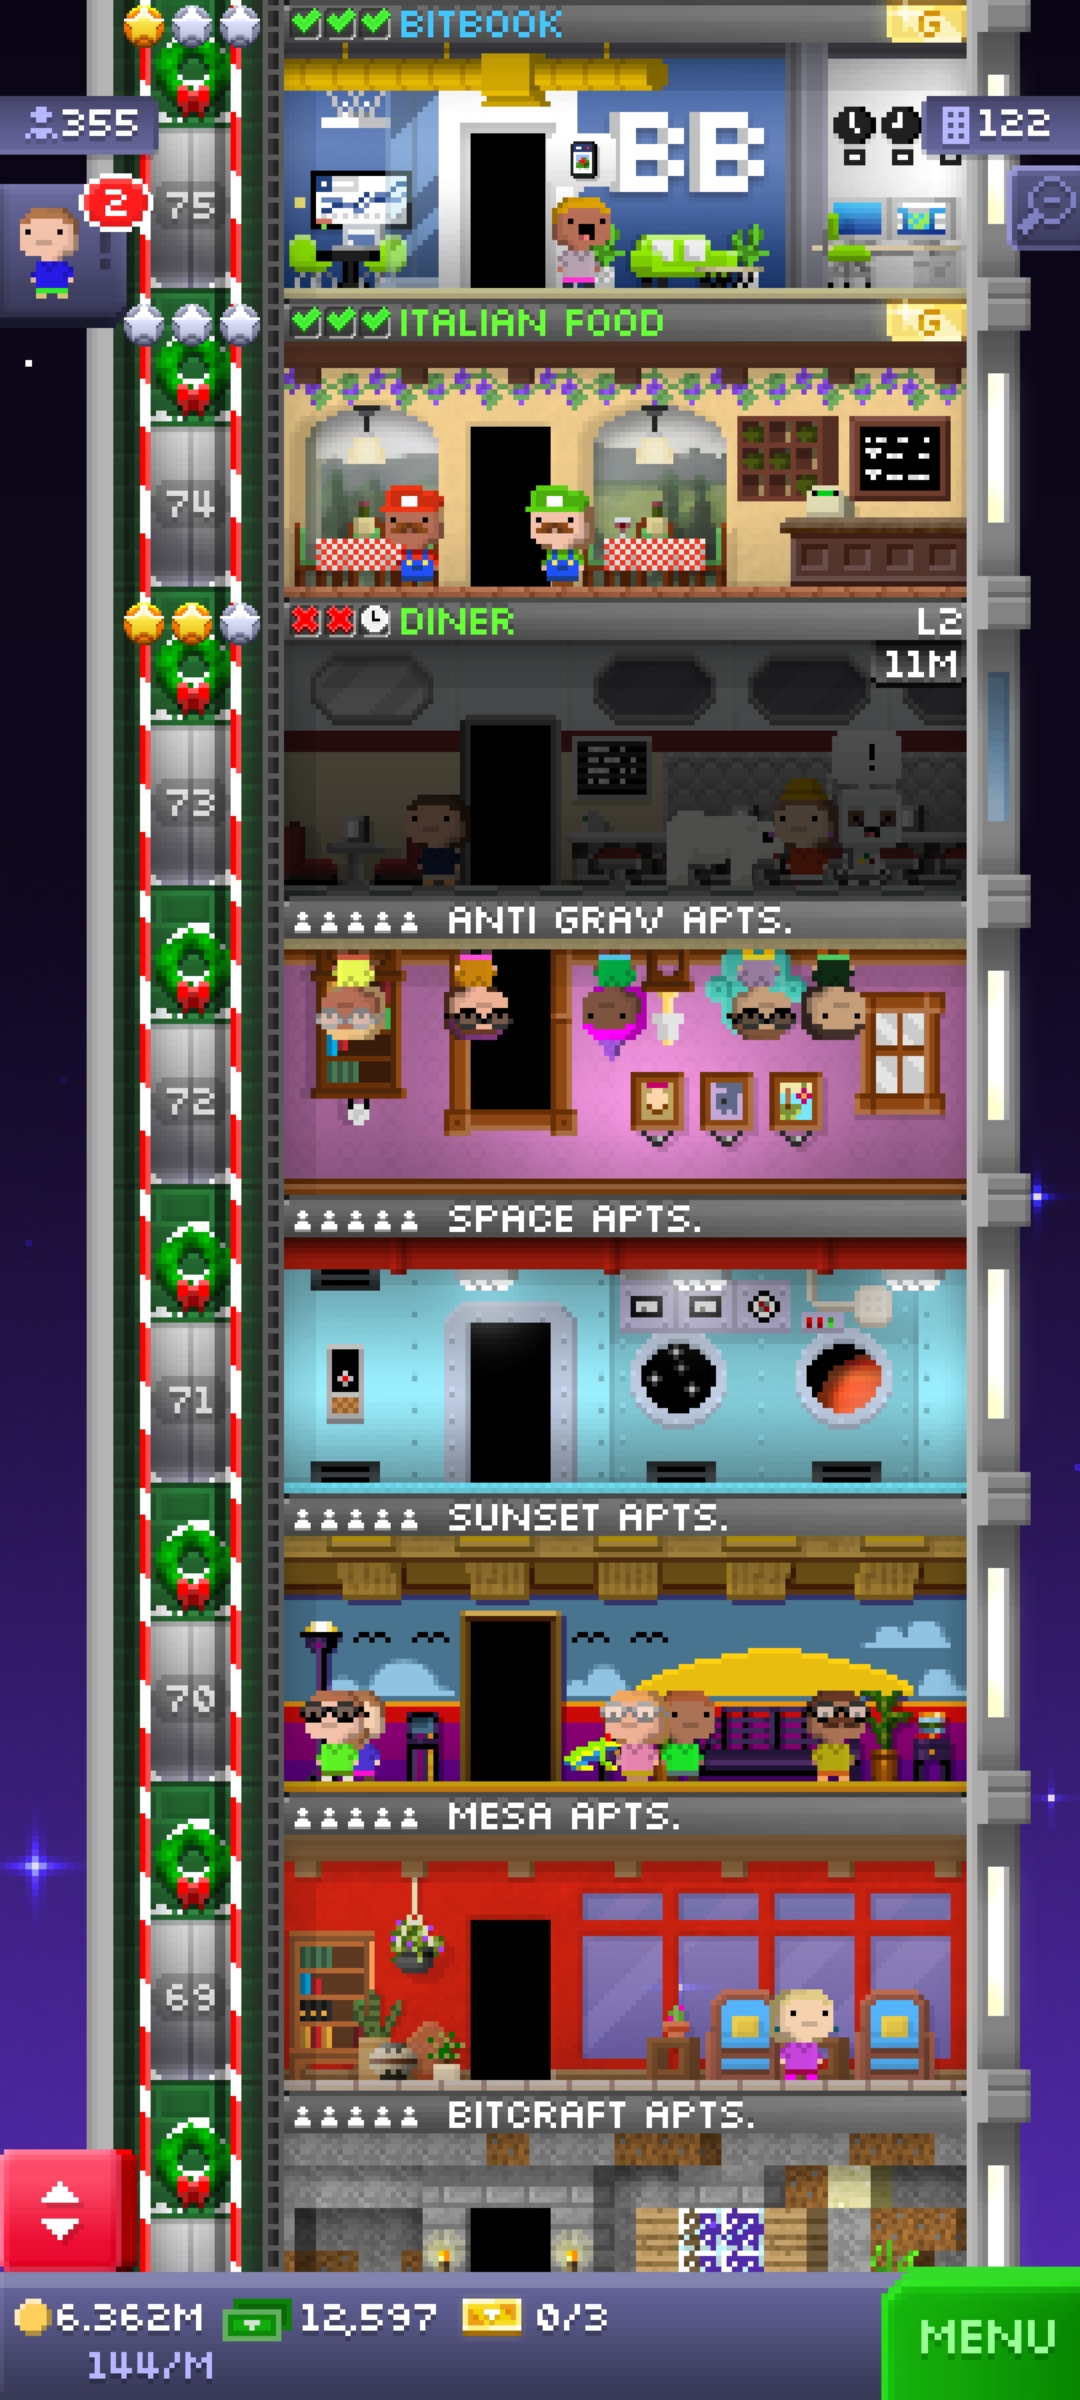 BITBOOK G
355
122
2
BB
75
ITALIAN FOOD G
74
DINER L2
11M
!
73
ANTI GRAV APTS.
72
SPACE APTS.
71
SUNSET APTS.
70
MESA APTS.
69
BITCRAFT APTS.
6.362M 12,597 0/3
144/M
MENU